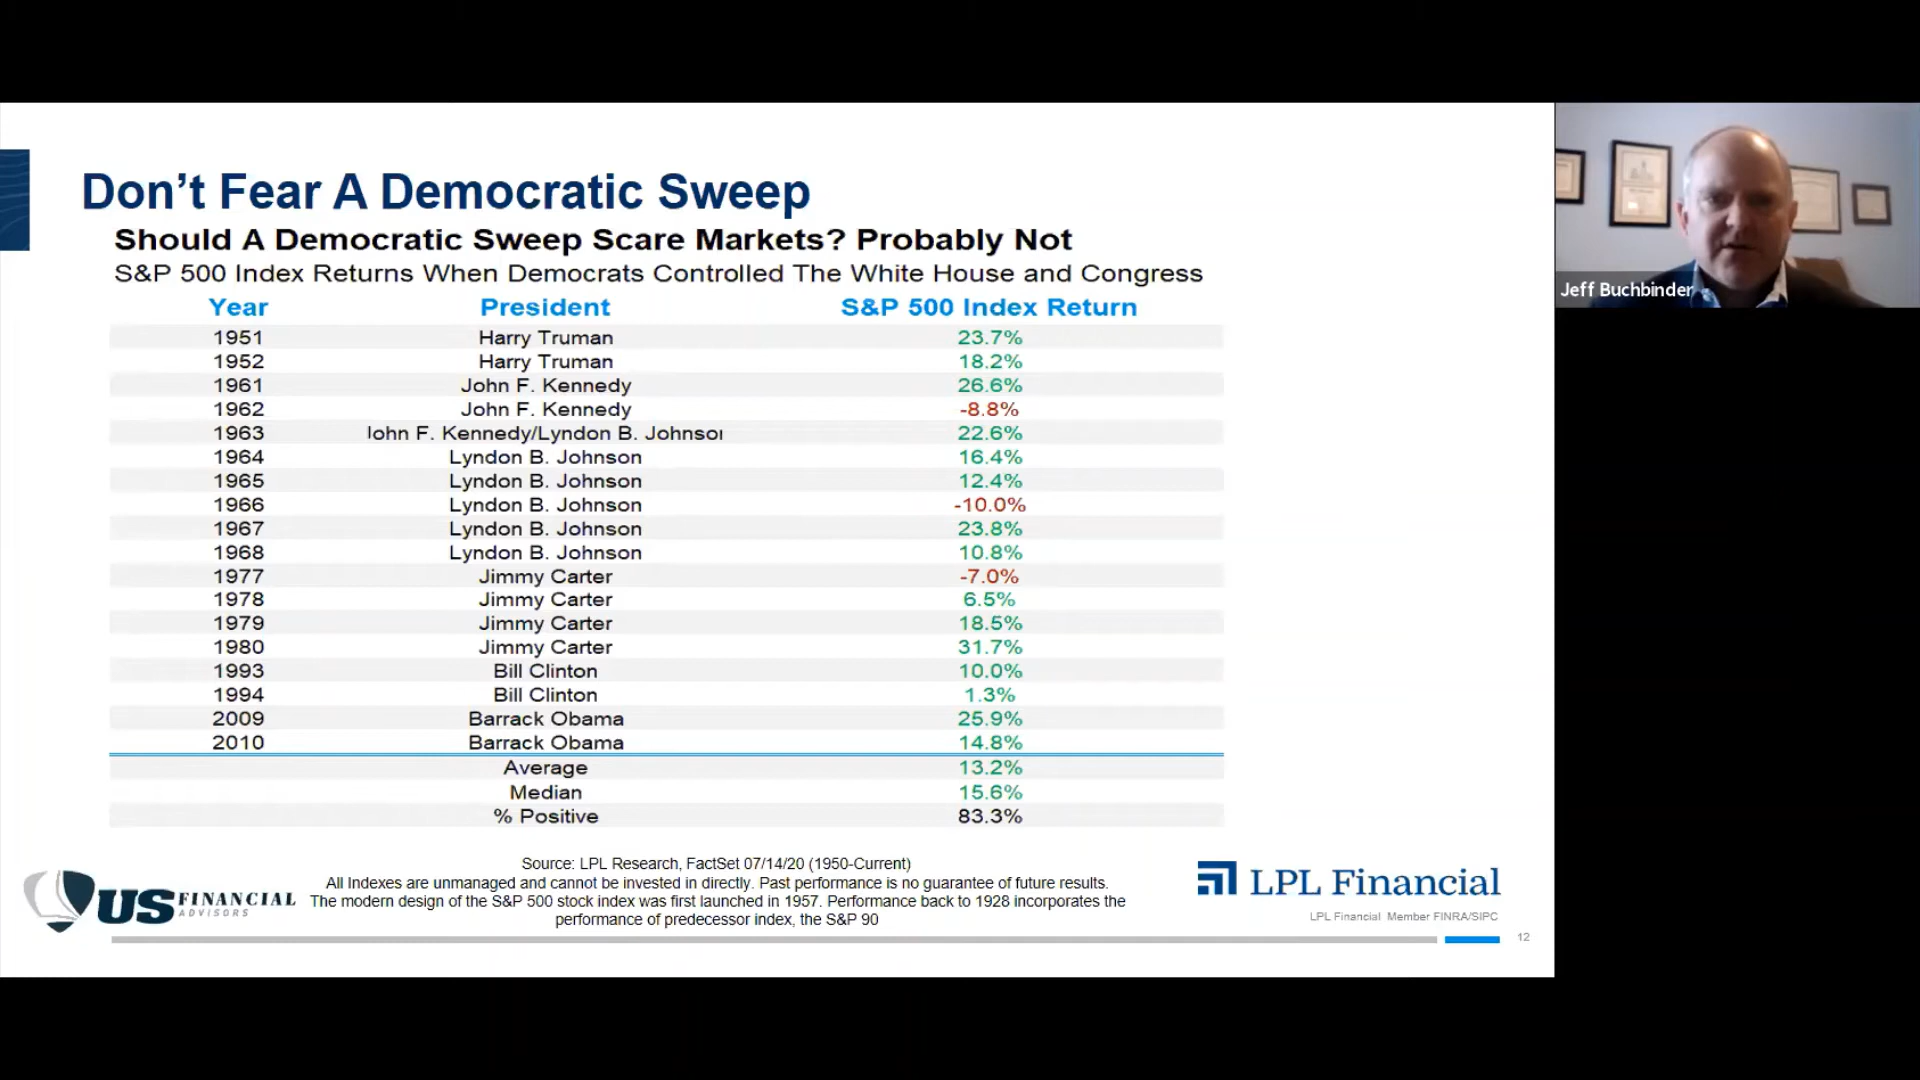 Don’t Fear A Democratic Sweep
Should A Democratic Sweep Scare Markets? Probably Not
S&P 500 Index Returns When Democrats Controlled The White House and Congress
Year President S&P 500 Index Return
1951 Harry Truman 23.7%
1952 Harry Truman 18.2%
1961 John F. Kennedy 26.6%
1962 John F. Kennedy -8.8%
1963 John F. Kennedy/Lyndon B. Johnson 22.6%
1964 Lyndon B. Johnson 16.4%
1965 Lyndon B. Johnson 12.4%
1966 Lyndon B. Johnson -10.0%
1967 Lyndon B. Johnson 23.8%
1968 Lyndon B. Johnson 10.8%
1977 Jimmy Carter -7.0%
1978 Jimmy Carter 6.5%
1979 Jimmy Carter 18.5%
1980 Jimmy Carter 31.7%
1993 Bill Clinton 10.0%
1994 Bill Clinton 1.3%
2009 Barrack Obama 25.9%
2010 Barrack Obama 14.8%
Average 13.2%
Median 15.6%
% Positive 83.3%
Source: LPL Research, FactSet 07/14/20 (1950-Current)
All Indexes are unmanaged and cannot be invested in directly. Past performance is no guarantee of future results.
The modern design of the S&P 500 stock index was first launched in 1957. Performance back to 1928 incorporates the
performance of predecessor index, the S&P 90
US FINANCIAL
ADVISORS
LPL Financial
LPL Financial Member FINRA/SIPC
12
Jeff Buchbinder